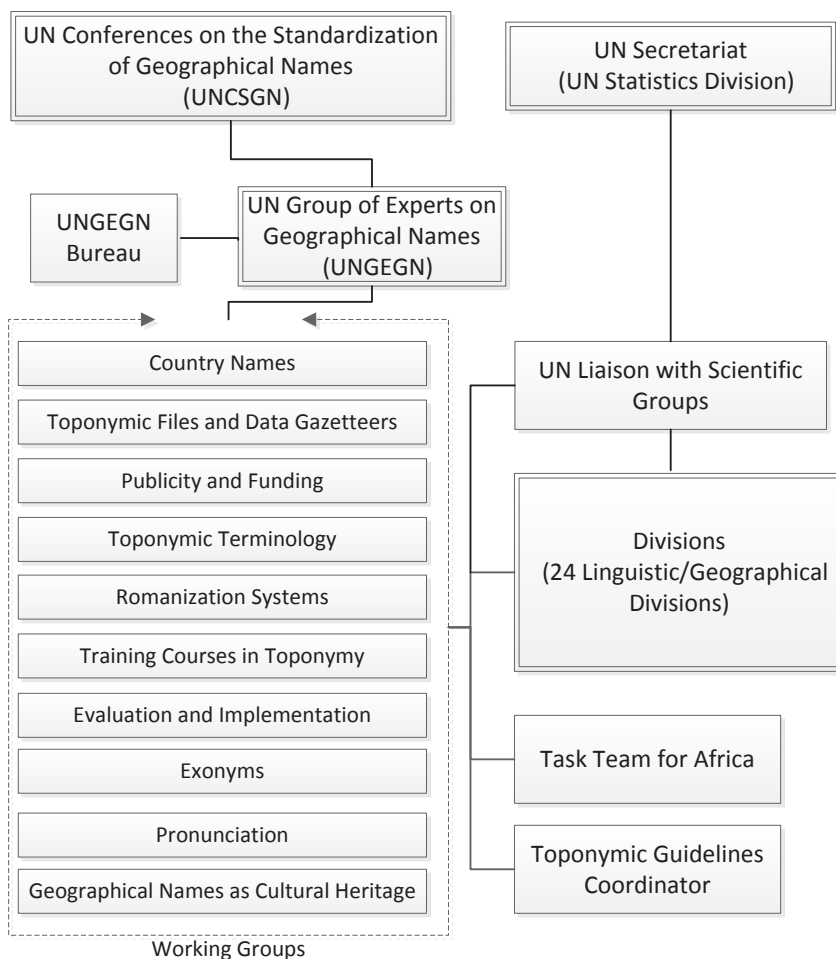 UN Conferences on the Standardization
of Geographical Names
(UNCSGN)
UN Secretariat
(UN Statistics Division)
UNGEGN
Bureau
UN Group of Experts on
Geographical Names
(UNGEGN)
Country Names
Toponymic Files and Data Gazetteers
Publicity and Funding
Toponymic Terminology
Romanization Systems
Training Courses in Toponymy
Evaluation and Implementation
Exonyms
Pronunciation
Geographical Names as Cultural Heritage
Working Groups
UN Liaison with Scientific
Groups
Divisions
(24 Linguistic/Geographical
Divisions)
Task Team for Africa
Toponymic Guidelines
Coordinator